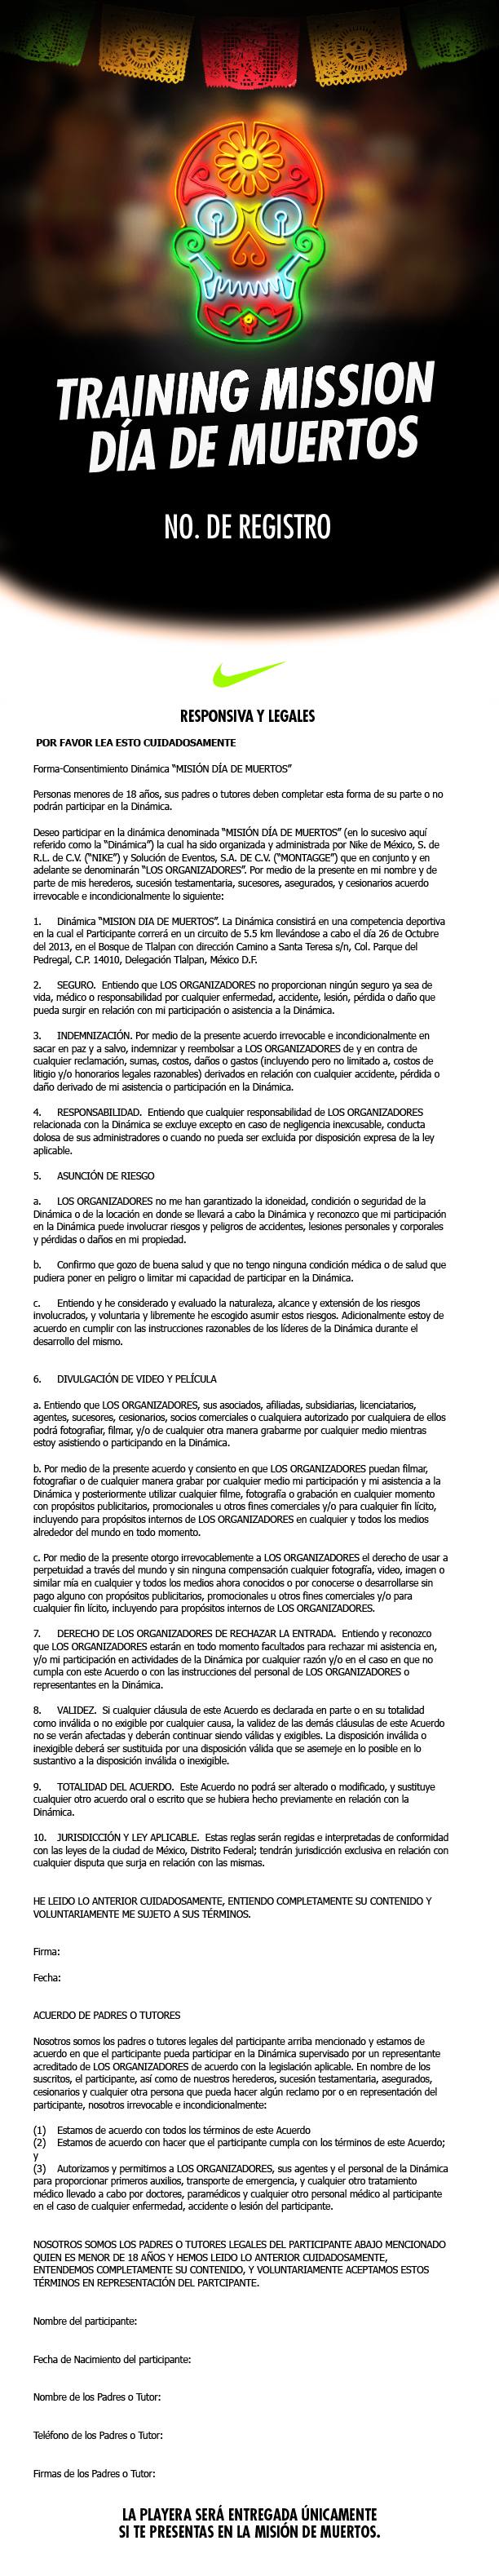 TRAINING MISSION
DÍA DE MUERTOS
NO. DE REGISTRO
RESPONSIVA Y LEGALES
POR FAVOR LEA ESTO CUIDADOSAMENTE
Forma-Consentimiento Dinámica “MISIÓN DÍA DE MUERTOS”
Personas menores de 18 años, sus padres o tutores deben completar esta forma de su parte o no
podrán participar en la Dinámica.
Deseo participar en la dinámica denominada “MISIÓN DÍA DE MUERTOS” (en lo sucesivo aquí
referido como la “Dinámica”) la cual ha sido organizada y administrada por Nike de México, S. de
R.L. de C.V. (“NIKE”) y Solución de Eventos, S.A. DE C.V. (“MONTAGGE”) que en conjunto y en
adelante se denominarán “LOS ORGANIZADORES”. Por medio de la presente en mi nombre y de
parte de mis herederos, sucesión testamentaria, sucesores, asegurados, y cesionarios acuerdo
irrevocable e incondicionalmente lo siguiente:
1. Dinámica “MISION DIA DE MUERTOS”. La Dinámica consistirá en una competencia deportiva
en la cual el Participante correrá en un circuito de 5.5 km llevándose a cabo el día 26 de Octubre
del 2013, en el Bosque de Tlalpan con dirección Camino a Santa Teresa s/n, Col. Parque del
Pedregal, C.P. 14010, Delegación Tlalpan, México D.F.
2. SEGURO. Entiendo que LOS ORGANIZADORES no proporcionan ningún seguro ya sea de
vida, médico o responsabilidad por cualquier enfermedad, accidente, lesión, pérdida o daño que
pueda surgir en relación con mi participación o asistencia a la Dinámica.
3. INDEMNIZACIÓN. Por medio de la presente acuerdo irrevocable e incondicionalmente en
sacar en paz y a salvo, indemnizar y reembolsar a LOS ORGANIZADORES de y en contra de
cualquier reclamación, sumas, costos, daños o gastos (incluyendo pero no limitado a, costos de
litigio y/o honorarios legales razonables) derivados en relación con cualquier accidente, pérdida o
daño derivado de mi asistencia o participación en la Dinámica.
4. RESPONSABILIDAD. Entiendo que cualquier responsabilidad de LOS ORGANIZADORES
relacionada con la Dinámica se excluye excepto en caso de negligencia inexcusable, conducta
dolosa de sus administradores o cuando no pueda ser excluida por disposición expresa de la ley
aplicable.
5. ASUNCIÓN DE RIESGO
a. LOS ORGANIZADORES no me han garantizado la idoneidad, condición o seguridad de la
Dinámica o de la locación en donde se llevará a cabo la Dinámica y reconozco que mi participación
en la Dinámica puede involucrar riesgos y peligros de accidentes, lesiones personales y corporales
y pérdidas o daños en mi propiedad.
b. Confirmo que gozo de buena salud y que no tengo ninguna condición médica o de salud que
pudiera poner en peligro o limitar mi capacidad de participar en la Dinámica.
c. Entiendo y he considerado y evaluado la naturaleza, alcance y extensión de los riesgos
involucrados, y voluntaria y libremente he escogido asumir estos riesgos. Adicionalmente estoy de
acuerdo en cumplir con las instrucciones razonables de los líderes de la Dinámica durante el
desarrollo del mismo.
6. DIVULGACIÓN DE VIDEO Y PELÍCULA
a. Entiendo que LOS ORGANIZADORES, sus asociados, afiliadas, subsidiarias, licenciatarios,
agentes, sucesores, cesionarios, socios comerciales o cualquiera autorizado por cualquiera de ellos
podrá fotografiar, filmar, y/o de cualquier otra manera grabarme por cualquier medio mientras
estoy asistiendo o participando en la Dinámica.
b. Por medio de la presente acuerdo y consiento en que LOS ORGANIZADORES puedan filmar,
fotografiar o de cualquier manera grabar por cualquier medio mi participación y mi asistencia a la
Dinámica y posteriormente utilizar cualquier filme, fotografía o grabación en cualquier momento
con propósitos publicitarios, promocionales u otros fines comerciales y/o para cualquier fin lícito,
incluyendo para propósitos internos de LOS ORGANIZADORES en cualquier y todos los medios
alrededor del mundo en todo momento.
c. Por medio de la presente otorgo irrevocablemente a LOS ORGANIZADORES el derecho de usar a
perpetuidad a través del mundo y sin ninguna compensación cualquier fotografía, video, imagen o
similar mía en cualquier y todos los medios ahora conocidos o por conocerse o desarrollarse sin
pago alguno con propósitos publicitarios, promocionales u otros fines comerciales y/o para
cualquier fin lícito, incluyendo para propósitos internos de LOS ORGANIZADORES.
7. DERECHO DE LOS ORGANIZADORES DE RECHAZAR LA ENTRADA. Entiendo y reconozco
que LOS ORGANIZADORES estarán en todo momento facultados para rechazar mi asistencia en,
y/o mi participación en actividades de la Dinámica por cualquier razón y/o en el caso en que no
cumpla con este Acuerdo o con las instrucciones del personal de LOS ORGANIZADORES o
representantes en la Dinámica.
8. VALIDEZ. Si cualquier cláusula de este Acuerdo es declarada en parte o en su totalidad
como inválida o no exigible por cualquier causa, la validez de las demás cláusulas de este Acuerdo
no se verán afectadas y deberán continuar siendo válidas y exigibles. La disposición inválida o
inexigible deberá ser sustituida por una disposición válida que se asemeje en lo posible en lo
sustantivo a la disposición inválida o inexigible.
9. TOTALIDAD DEL ACUERDO. Este Acuerdo no podrá ser alterado o modificado, y sustituye
cualquier otro acuerdo oral o escrito que se hubiera hecho previamente en relación con la
Dinámica.
10. JURISDICCIÓN Y LEY APLICABLE. Estas reglas serán regidas e interpretadas de conformidad
con las leyes de la ciudad de México, Distrito Federal; tendrán jurisdicción exclusiva en relación con
cualquier disputa que surja en relación con las mismas.
HE LEIDO LO ANTERIOR CUIDADOSAMENTE, ENTIENDO COMPLETAMENTE SU CONTENIDO Y
VOLUNTARIAMENTE ME SUJETO A SUS TÉRMINOS.
Firma:
Fecha:
ACUERDO DE PADRES O TUTORES
Nosotros somos los padres o tutores legales del participante arriba mencionado y estamos de
acuerdo en que el participante pueda participar en la Dinámica supervisado por un representante
acreditado de LOS ORGANIZADORES de acuerdo con la legislación aplicable. En nombre de los
suscritos, el participante, así como de nuestros herederos, sucesión testamentaria, asegurados,
cesionarios y cualquier otra persona que pueda hacer algún reclamo por o en representación del
participante, nosotros irrevocable e incondicionalmente:
(1) Estamos de acuerdo con todos los términos de este Acuerdo
(2) Estamos de acuerdo con hacer que el participante cumpla con los términos de este Acuerdo;
y
(3) Autorizamos y permitimos a LOS ORGANIZADORES, sus agentes y el personal de la Dinámica
para proporcionar primeros auxilios, transporte de emergencia, y cualquier otro tratamiento
médico llevado a cabo por doctores, paramédicos y cualquier otro personal médico al participante
en el caso de cualquier enfermedad, accidente o lesión del participante.
NOSOTROS SOMOS LOS PADRES O TUTORES LEGALES DEL PARTICIPANTE ABAJO MENCIONADO
QUIEN ES MENOR DE 18 AÑOS Y HEMOS LEIDO LO ANTERIOR CUIDADOSAMENTE,
ENTENDEMOS COMPLETAMENTE SU CONTENIDO, Y VOLUNTARIAMENTE ACEPTAMOS ESTOS
TÉRMINOS EN REPRESENTACIÓN DEL PARTCIPANTE.
Nombre del participante:
Fecha de Nacimiento del participante:
Nombre de los Padres o Tutor:
Teléfono de los Padres o Tutor:
Firmas de los Padres o Tutor:
LA PLAYERA SERÁ ENTREGADA ÚNICAMENTE
SI TE PRESENTAS EN LA MISIÓN DE MUERTOS.